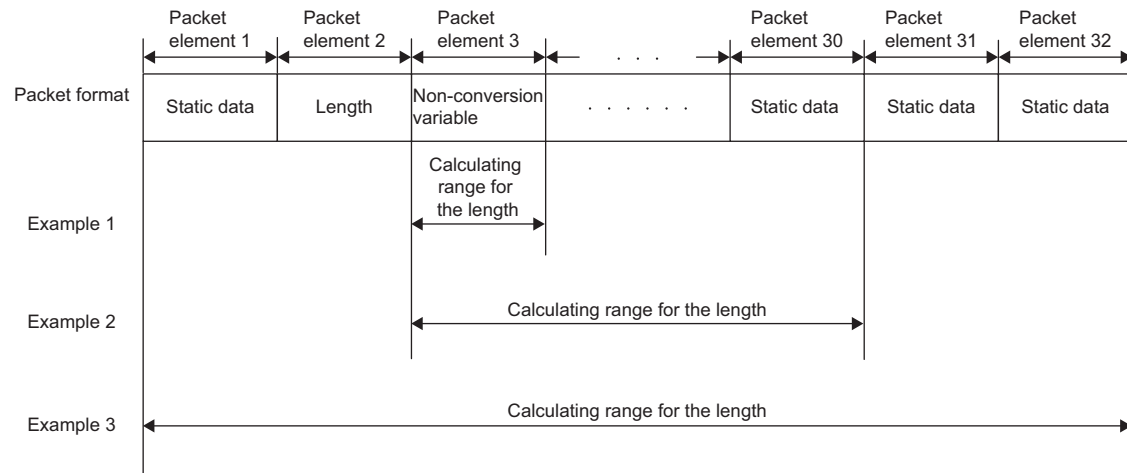 Packet
element 1
Packet
element 2
Packet
element 3
. . .
Packet
element 30
Packet
element 31
Packet
element 32
Packet format
Static data
Length
Non-conversion
variable
. . . . . .
Static data
Static data
Static data
Example 1
Calculating
range for
the length
Example 2
Calculating range for the length
Example 3
Calculating range for the length